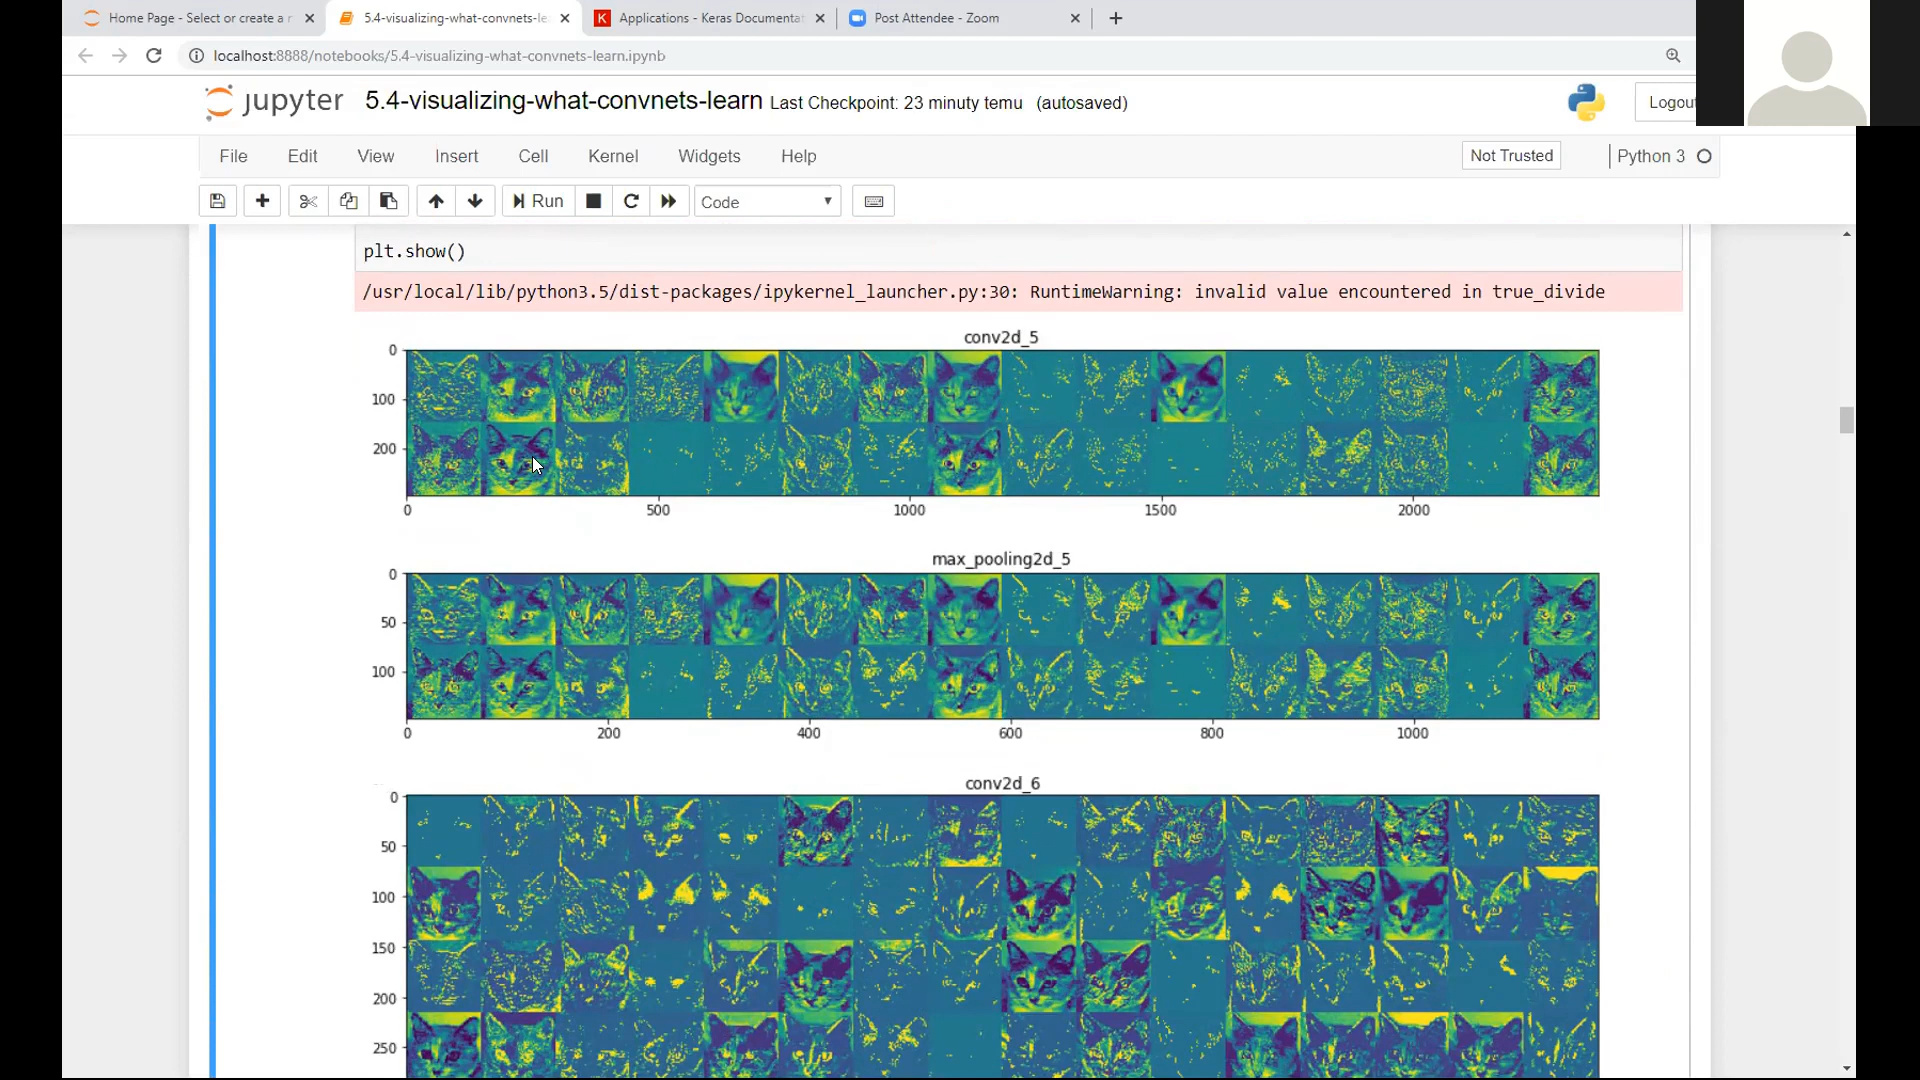 Home Page - Select or create a n
5.4-visualizing-what-convnets-le
Applications - Keras Documentat
Post Attendee - Zoom
localhost:8888/notebooks/5.4-visualizing-what-convnets-learn.ipynb
jupyter
5.4-visualizing-what-convnets-learn Last Checkpoint: 23 minuty temu (autosaved)
Logout
File Edit View Insert Cell Kernel Widgets Help
Not Trusted
Python 3
Run
Code
plt.show()
/usr/local/lib/python3.5/dist-packages/ipykernel_launcher.py:30: RuntimeWarning: invalid value encountered in true_divide
conv2d_5
0
100
200
0 500 1000 1500 2000
max_pooling2d_5
0
50
100
0 200 400 600 800 1000
conv2d_6
0
50
100
150
200
250